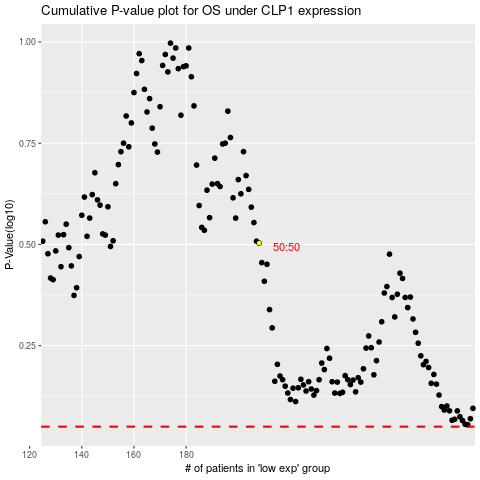 Cumulative P-value plot for OS under CLP1 expression
P-Value(log10)
1.00
0.75
0.50
0.25
50:50
120 140 160 180
# of patients in 'low exp' group